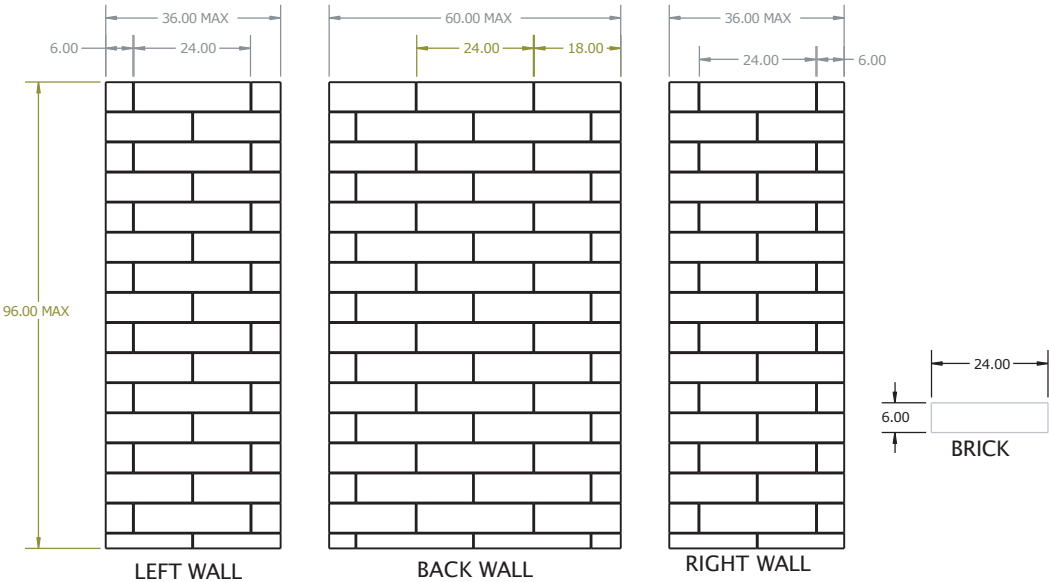 36.00 MAX
60.00 MAX
36.00 MAX
6.00
24.00
24.00
18.00
24.00
6.00
96.00 MAX
24.00
6.00
BRICK
LEFT WALL
BACK WALL
RIGHT WALL